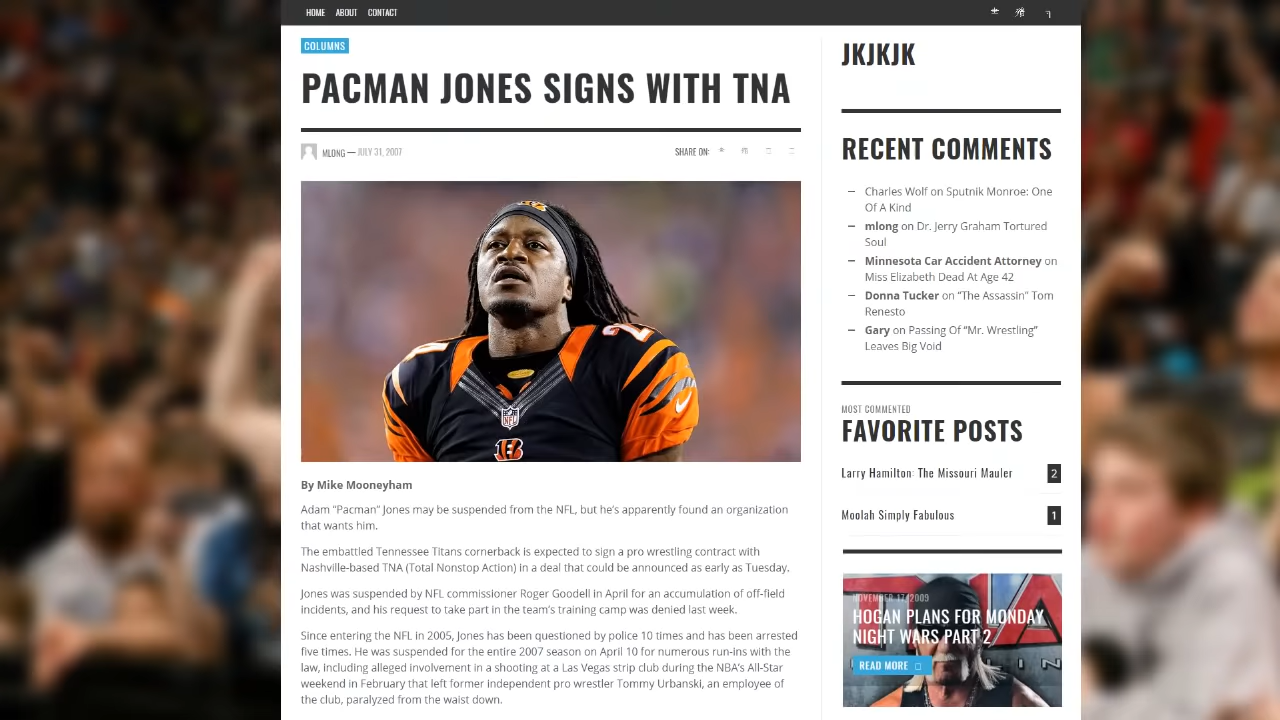 HOME ABOUT CONTACT
COLUMNS
PACMAN JONES SIGNS WITH TNA
MLONG — JULY 31, 2007
SHARE ON:
NFL
By Mike Mooneyham
Adam “Pacman” Jones may be suspended from the NFL, but he’s apparently found an organization
that wants him.
The embattled Tennessee Titans cornerback is expected to sign a pro wrestling contract with
Nashville-based TNA (Total Nonstop Action) in a deal that could be announced as early as Tuesday.
Jones was suspended by NFL commissioner Roger Goodell in April for an accumulation of off-field
incidents, and his request to take part in the team’s training camp was denied last week.
Since entering the NFL in 2005, Jones has been questioned by police 10 times and has been arrested
five times. He was suspended for the entire 2007 season on April 10 for numerous run-ins with the
law, including alleged involvement in a shooting at a Las Vegas strip club during the NBA’s All-Star
weekend in February that left former independent pro wrestler Tommy Urbanski, an employee of
the club, paralyzed from the waist down.
JKJKJK
RECENT COMMENTS
— Charles Wolf on Sputnik Monroe: One
Of A Kind
— mlong on Dr. Jerry Graham Tortured
Soul
— Minnesota Car Accident Attorney on
Miss Elizabeth Dead At Age 42
— Donna Tucker on “The Assassin” Tom
Renesto
— Gary on Passing Of “Mr. Wrestling”
Leaves Big Void
MOST COMMENTED
FAVORITE POSTS
Larry Hamilton: The Missouri Mauler 2
Moolah Simply Fabulous 1
NOVEMBER 17, 2009
HOGAN PLANS FOR MONDAY
NIGHT WARS PART 2
READ MORE